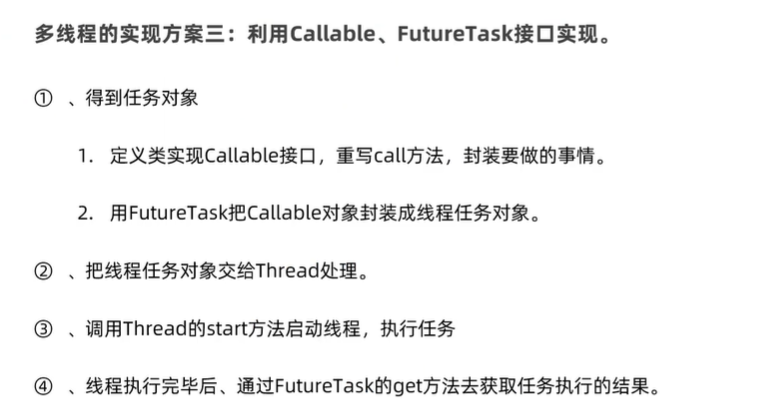 多线程的实现方案三：利用Callable、FutureTask接口实现。
① 、得到任务对象
1. 定义类实现Callable接口，重写call方法，封装要做的事情。
2. 用FutureTask把Callable对象封装成线程任务对象。
② 、把线程任务对象交给Thread处理。
③ 、调用Thread的start方法启动线程，执行任务
④ 、线程执行完毕后、通过FutureTask的get方法去获取任务执行的结果。